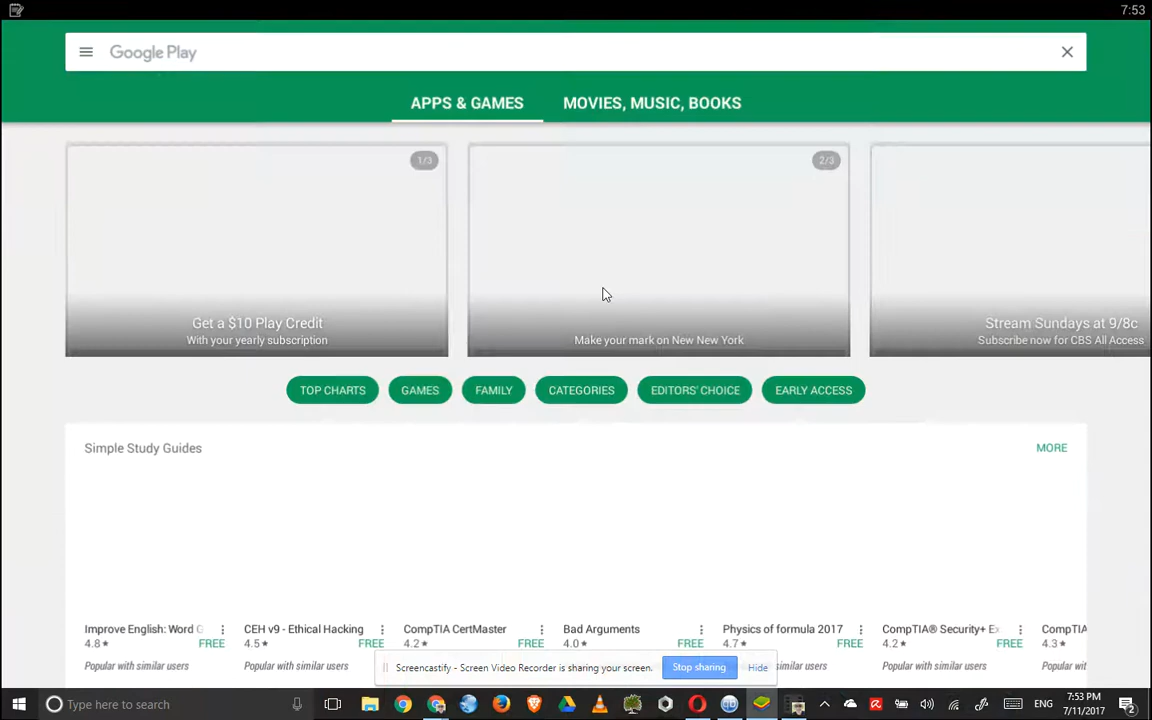 7:53
Google Play
APPS & GAMES
MOVIES, MUSIC, BOOKS
1/3
2/3
Get a $10 Play Credit
With your yearly subscription
Make your mark on New New York
Stream Sundays at 9/8c
Subscribe now for CBS All Access
TOP CHARTS
GAMES
FAMILY
CATEGORIES
EDITORS' CHOICE
EARLY ACCESS
Simple Study Guides
MORE
Improve English: Word G
4.8★ FREE
Popular with similar users
CEH v9 - Ethical Hacking
4.5★ FREE
Popular with similar users
CompTIA CertMaster
4.2★ FREE
Bad Arguments
4.0★ FREE
Physics of formula 2017
4.7★ FREE
CompTIA® Security+ Ex
4.2★ FREE
Popular with similar users
CompTIA
4.3★
Popular wit
Screencastify - Screen Video Recorder is sharing your screen.
Stop sharing
Hide
Type here to search
ENG
7:53 PM
7/11/2017
2